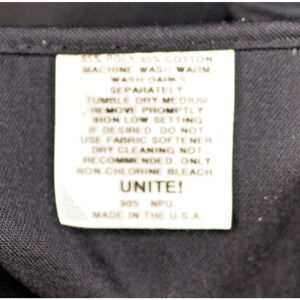 65% POLY 35% COTTON
MACHINE WASH WARM
WASH DARKS
SEPARATELY
TUMBLE DRY MEDIUM
REMOVE PROMPTLY
IRON LOW SETTING
IF DESIRED DO NOT
USE FABRIC SOFTENER
DRY CLEANING NOT
RECOMMENDED ONLY
NON-CHLORINE BLEACH
UNITE!
905 NPU
MADE IN THE U.S.A.